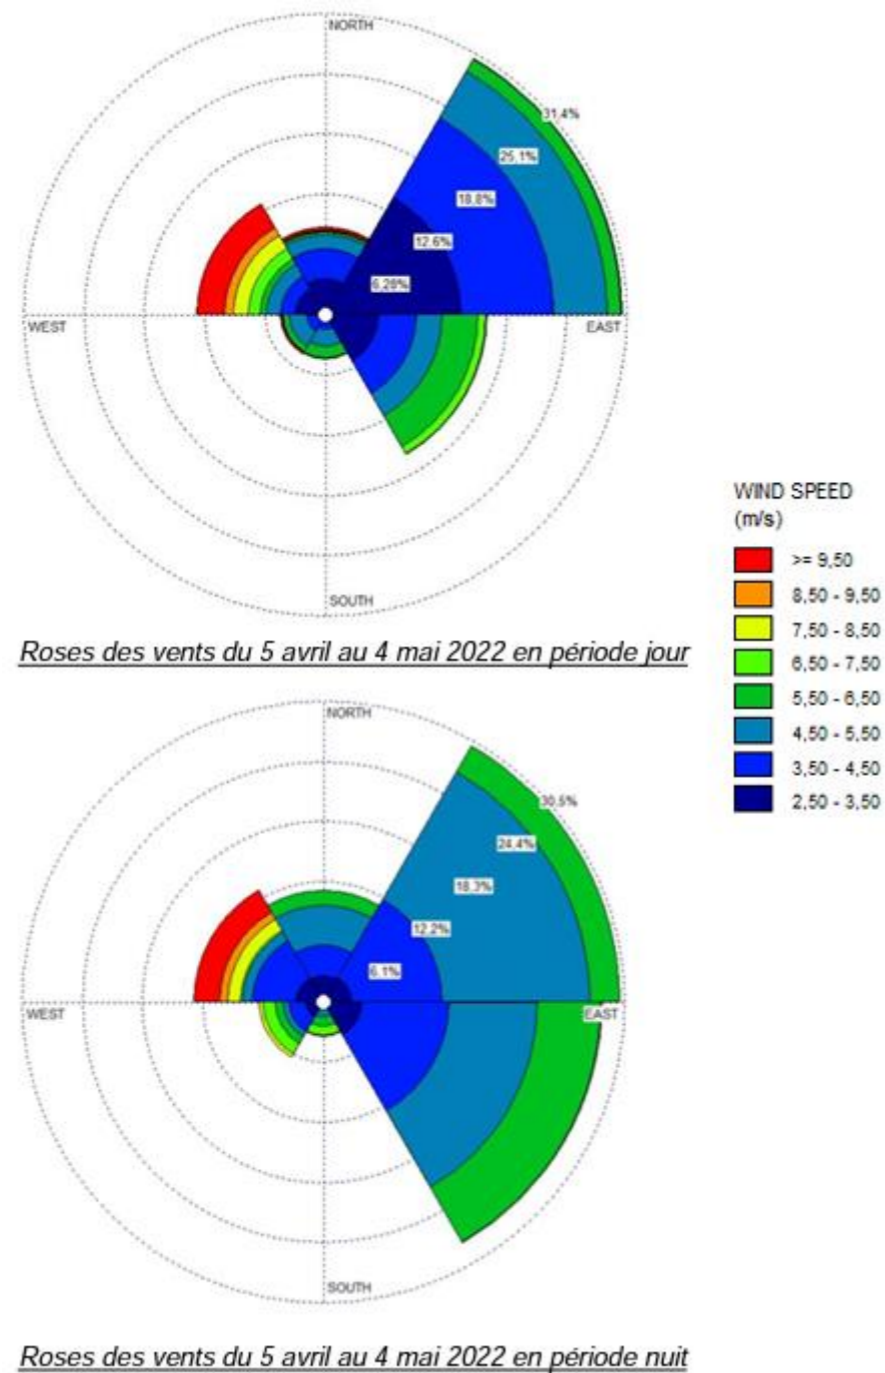 NORTH
31,4%
25,1%
18,8%
12,6%
6,28%
WEST
EAST
SOUTH
Roses des vents du 5 avril au 4 mai 2022 en période jour
WIND SPEED
(m/s)
>= 9,50
8,50 - 9,50
7,50 - 8,50
6,50 - 7,50
5,50 - 6,50
4,50 - 5,50
3,50 - 4,50
2,50 - 3,50
NORTH
30,5%
24,4%
18,3%
12,2%
6,1%
WEST
EAST
SOUTH
Roses des vents du 5 avril au 4 mai 2022 en période nuit